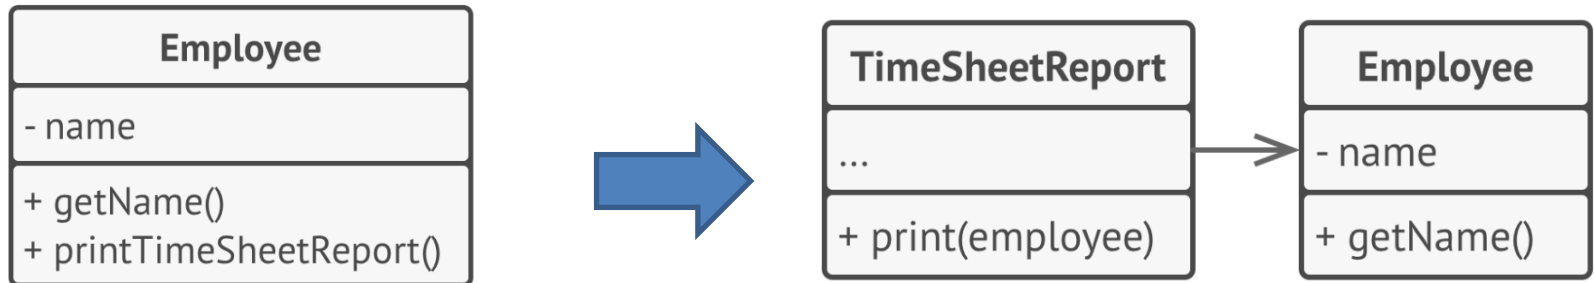 Employee
- name
+ getName()
+ printTimeSheetReport()
TimeSheetReport
...
+ print(employee)
Employee
- name
+ getName()